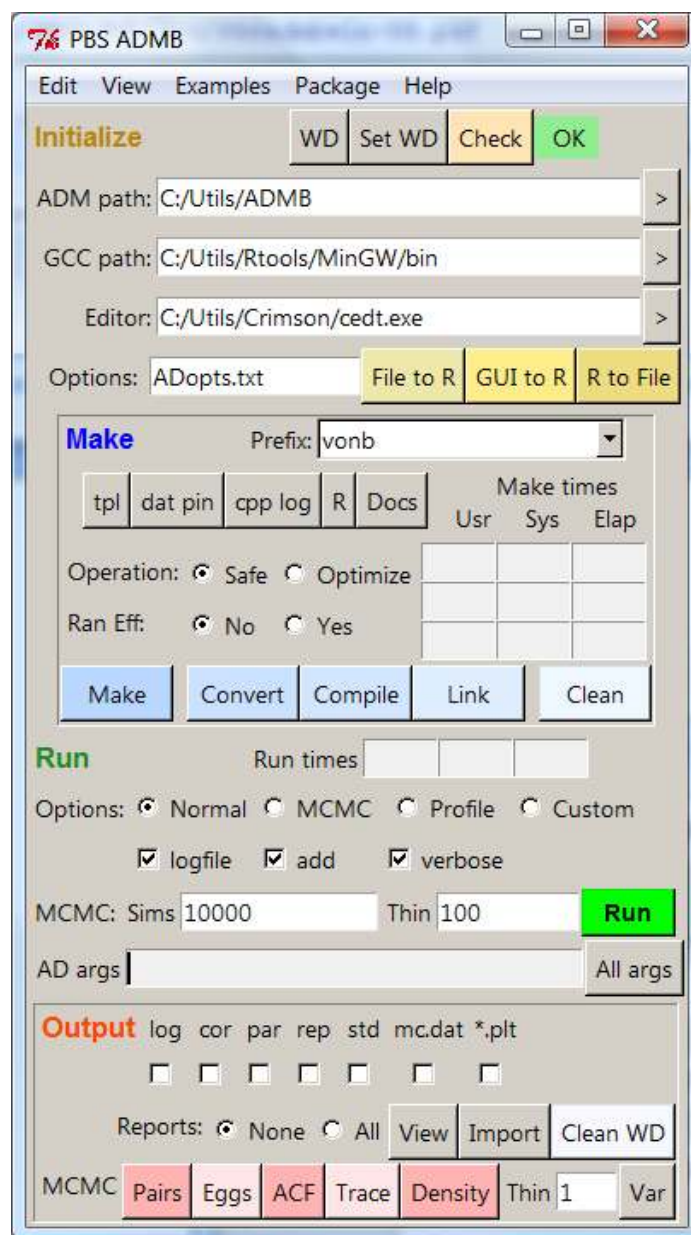 PBS ADMB
Edit View Examples Package Help
Initialize WD Set WD Check OK
ADM path: C:/Utils/ADMB >
GCC path: C:/Utils/Rtools/MinGW/bin >
Editor: C:/Utils/Crimson/cedt.exe >
Options: ADopts.txt File to R GUI to R R to File
Make Prefix: vonb
tpl dat pin cpp log R Docs Make times
Usr Sys Elap
Operation: Safe Optimize
Ran Eff: No Yes
Make Convert Compile Link Clean
Run Run times
Options: Normal MCMC Profile Custom
logfile add verbose
MCMC: Sims 10000 Thin 100 Run
AD args All args
Output log cor par rep std mc.dat *.plt
Reports: None All View Import Clean WD
MCMC Pairs Eggs ACF Trace Density Thin 1 Var